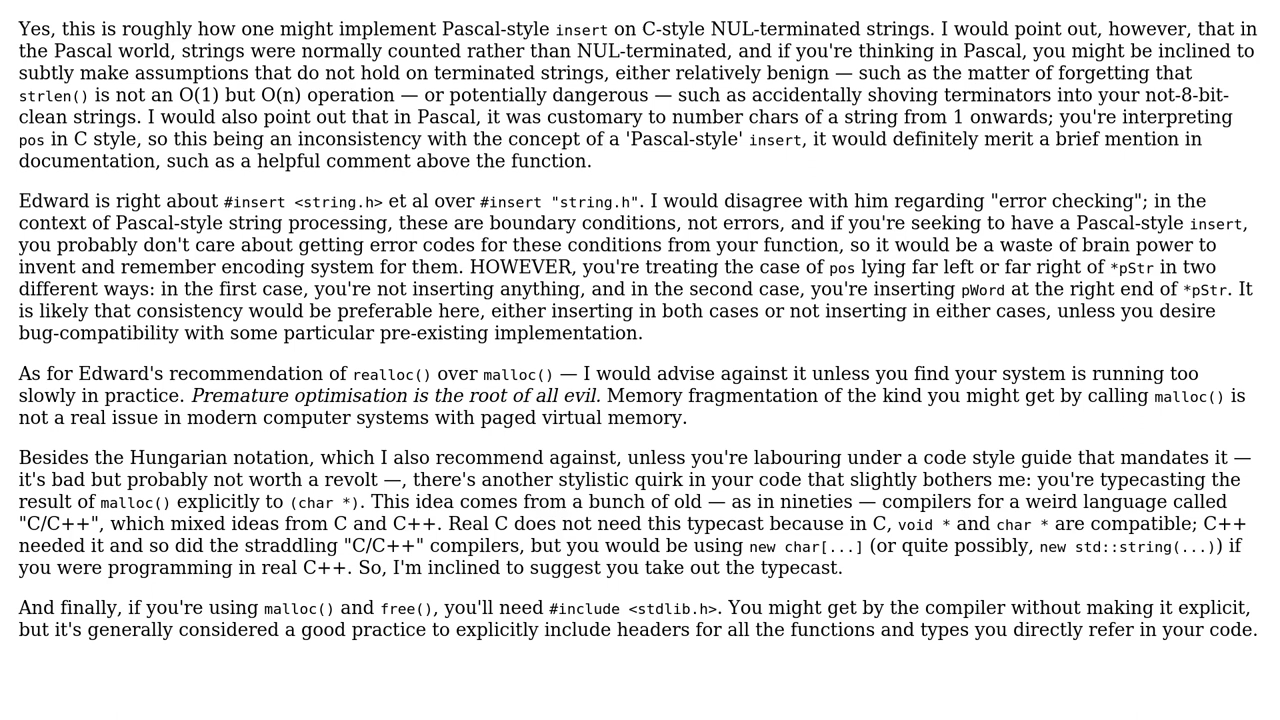 Yes, this is roughly how one might implement Pascal-style insert on C-style NUL-terminated strings. I would point out, however, that in
the Pascal world, strings were normally counted rather than NUL-terminated, and if you're thinking in Pascal, you might be inclined to
subtly make assumptions that do not hold on terminated strings, either relatively benign — such as the matter of forgetting that
strlen() is not an O(1) but O(n) operation — or potentially dangerous — such as accidentally shoving terminators into your not-8-bit-
clean strings. I would also point out that in Pascal, it was customary to number chars of a string from 1 onwards; you're interpreting
pos in C style, so this being an inconsistency with the concept of a 'Pascal-style' insert, it would definitely merit a brief mention in
documentation, such as a helpful comment above the function.
Edward is right about #insert <string.h> et al over #insert "string.h". I would disagree with him regarding "error checking"; in the
context of Pascal-style string processing, these are boundary conditions, not errors, and if you're seeking to have a Pascal-style insert,
you probably don't care about getting error codes for these conditions from your function, so it would be a waste of brain power to
invent and remember encoding system for them. HOWEVER, you're treating the case of pos lying far left or far right of *pStr in two
different ways: in the first case, you're not inserting anything, and in the second case, you're inserting pWord at the right end of *pStr. It
is likely that consistency would be preferable here, either inserting in both cases or not inserting in either cases, unless you desire
bug-compatibility with some particular pre-existing implementation.
As for Edward's recommendation of realloc() over malloc() — I would advise against it unless you find your system is running too
slowly in practice. Premature optimisation is the root of all evil. Memory fragmentation of the kind you might get by calling malloc() is
not a real issue in modern computer systems with paged virtual memory.
Besides the Hungarian notation, which I also recommend against, unless you're labouring under a code style guide that mandates it —
it's bad but probably not worth a revolt —, there's another stylistic quirk in your code that slightly bothers me: you're typecasting the
result of malloc() explicitly to (char *). This idea comes from a bunch of old — as in nineties — compilers for a weird language called
"C/C++", which mixed ideas from C and C++. Real C does not need this typecast because in C, void * and char * are compatible; C++
needed it and so did the straddling "C/C++" compilers, but you would be using new char[...] (or quite possibly, new std::string(...)) if
you were programming in real C++. So, I'm inclined to suggest you take out the typecast.
And finally, if you're using malloc() and free(), you'll need #include <stdlib.h>. You might get by the compiler without making it explicit,
but it's generally considered a good practice to explicitly include headers for all the functions and types you directly refer in your code.